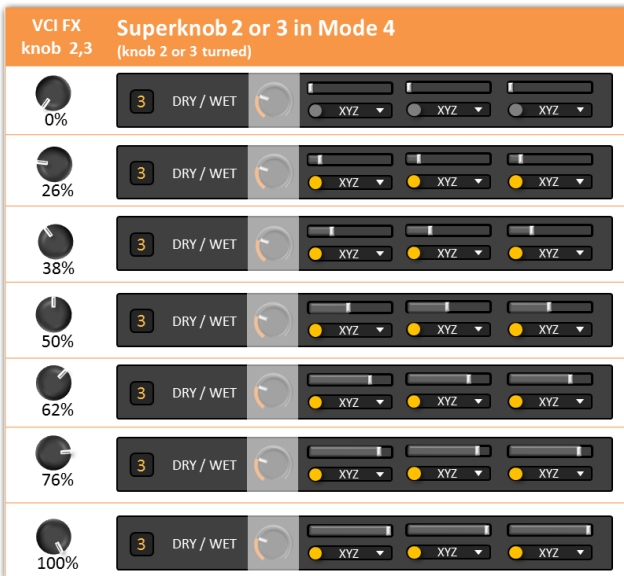 VCI FX
knob 2,3
Superknob 2 or 3 in Mode 4
(knob 2 or 3 turned)
0%
3 DRY / WET XYZ XYZ XYZ
26%
3 DRY / WET XYZ XYZ XYZ
38%
3 DRY / WET XYZ XYZ XYZ
50%
3 DRY / WET XYZ XYZ XYZ
62%
3 DRY / WET XYZ XYZ XYZ
76%
3 DRY / WET XYZ XYZ XYZ
100%
3 DRY / WET XYZ XYZ XYZ